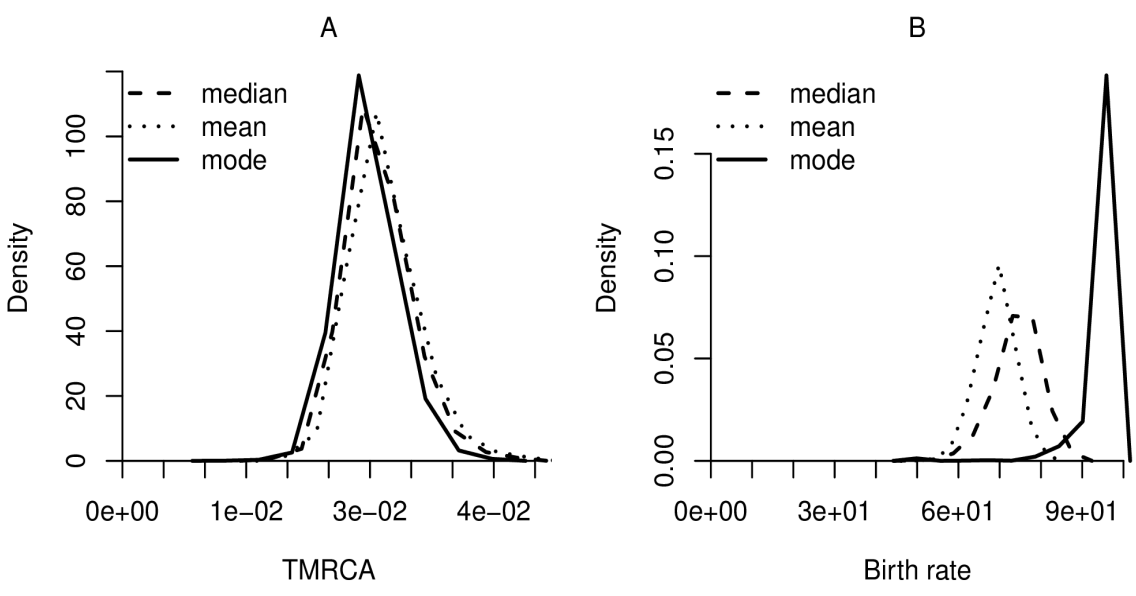 A
median
mean
mode
Density
0
20
40
60
80
100
0e+00 1e−02 3e−02 4e−02
TMRCA
B
median
mean
mode
Density
0.00
0.05
0.10
0.15
0e+00 3e+01 6e+01 9e+01
Birth rate